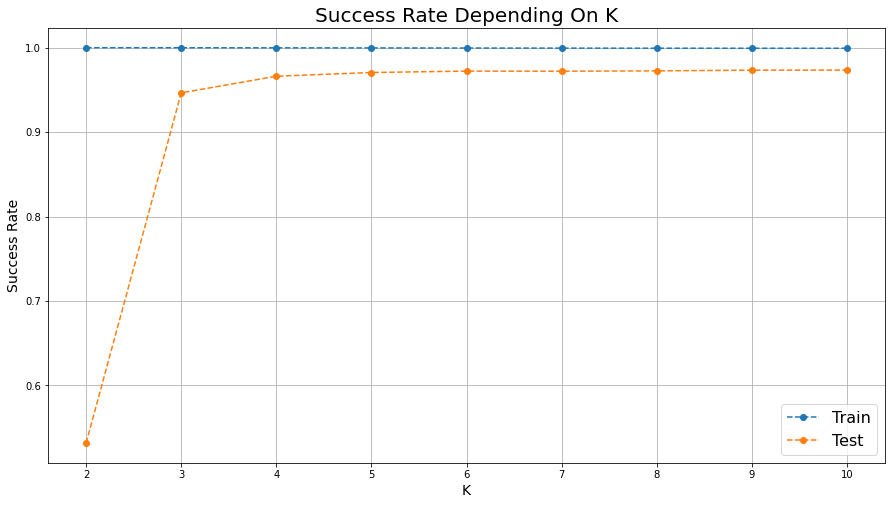 Success Rate Depending On K
Success Rate
1.0
0.9
0.8
0.7
0.6
2 3 4 5 6 7 8 9 10
K
Train
Test